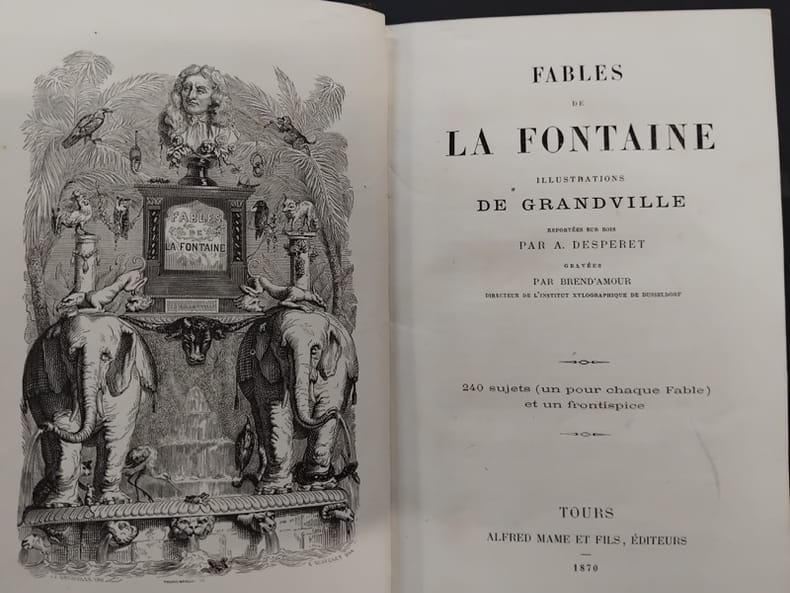 FABLES
DE
LA FONTAINE
FABLES
DE
LA FONTAINE
ILLUSTRATIONS
DE GRANDVILLE
REPORTÉES SUR BOIS
PAR A. DESPERET
GRAVÉES
PAR BREND'AMOUR
DIRECTEUR DE L'INSTITUT XYLOGRAPHIQUE DE DUSSELDORF
240 sujets (un pour chaque Fable)
et un frontispice
TOURS
ALFRED MAME ET FILS, ÉDITEURS
1870